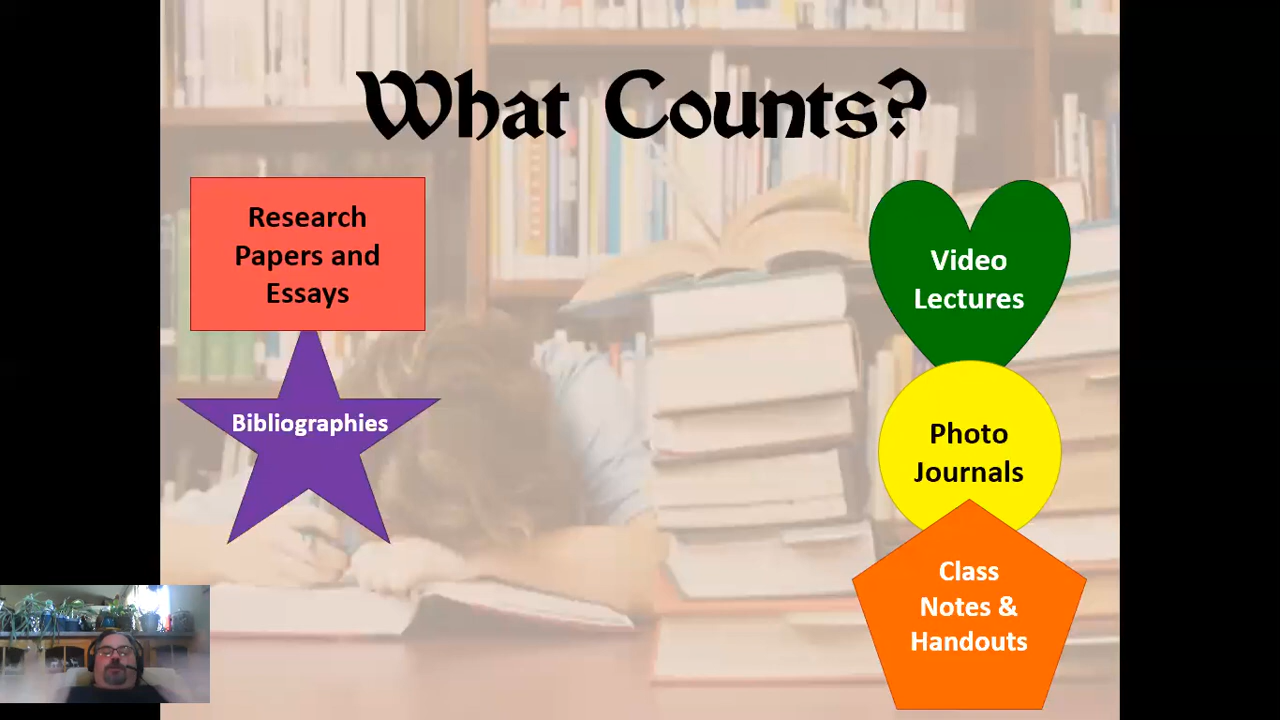 What Counts?
Research
Papers and
Essays
Bibliographies
Video
Lectures
Photo
Journals
Class
Notes &
Handouts